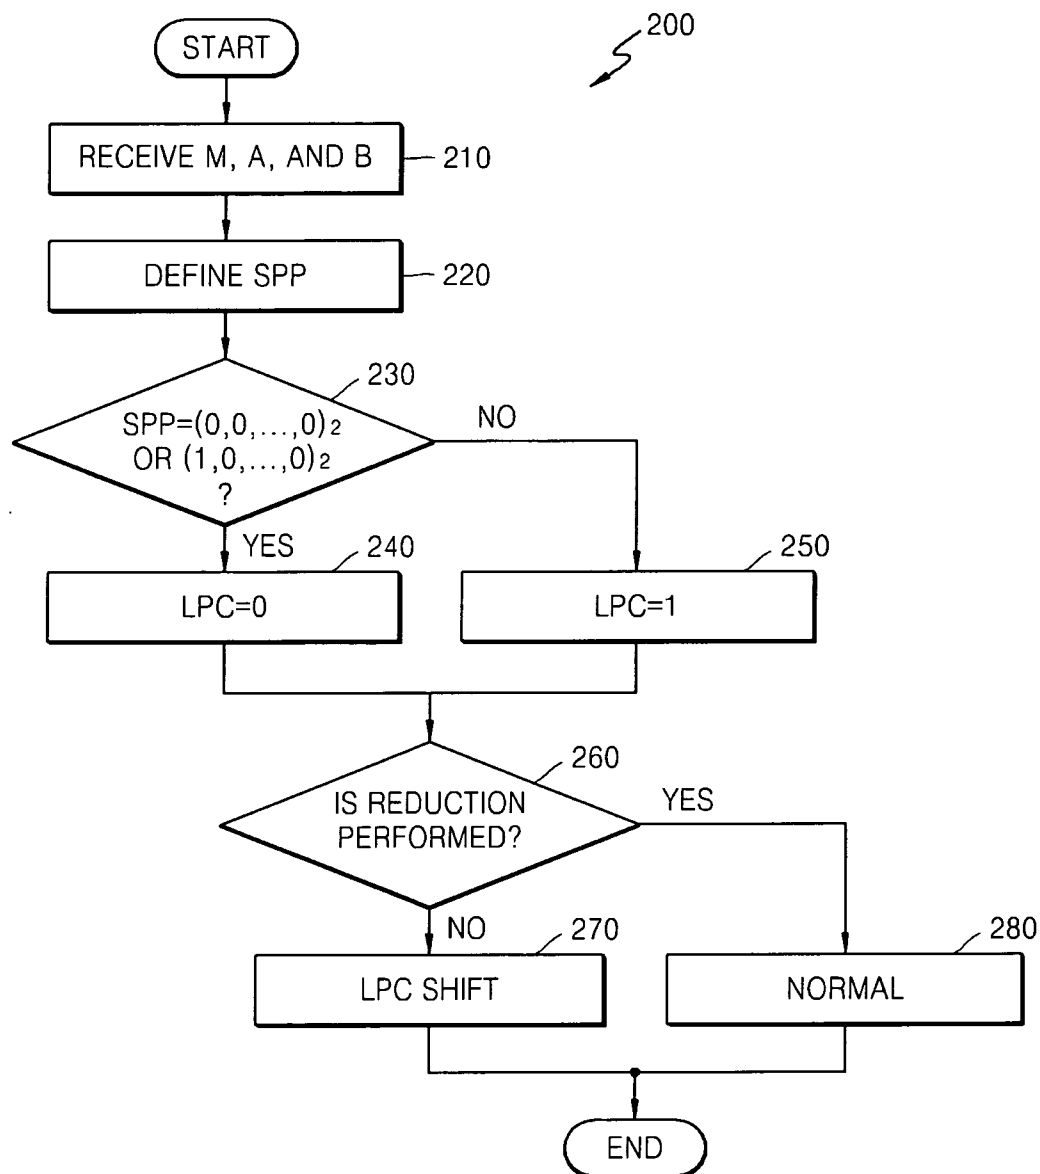 200
START
RECEIVE M, A, AND B
210
DEFINE SPP
220
230
SPP=(0,0,...,0)2
OR (1,0,...,0)2
?
NO
YES
240
250
LPC=0
LPC=1
260
IS REDUCTION
PERFORMED?
YES
NO
270
280
LPC SHIFT
NORMAL
END